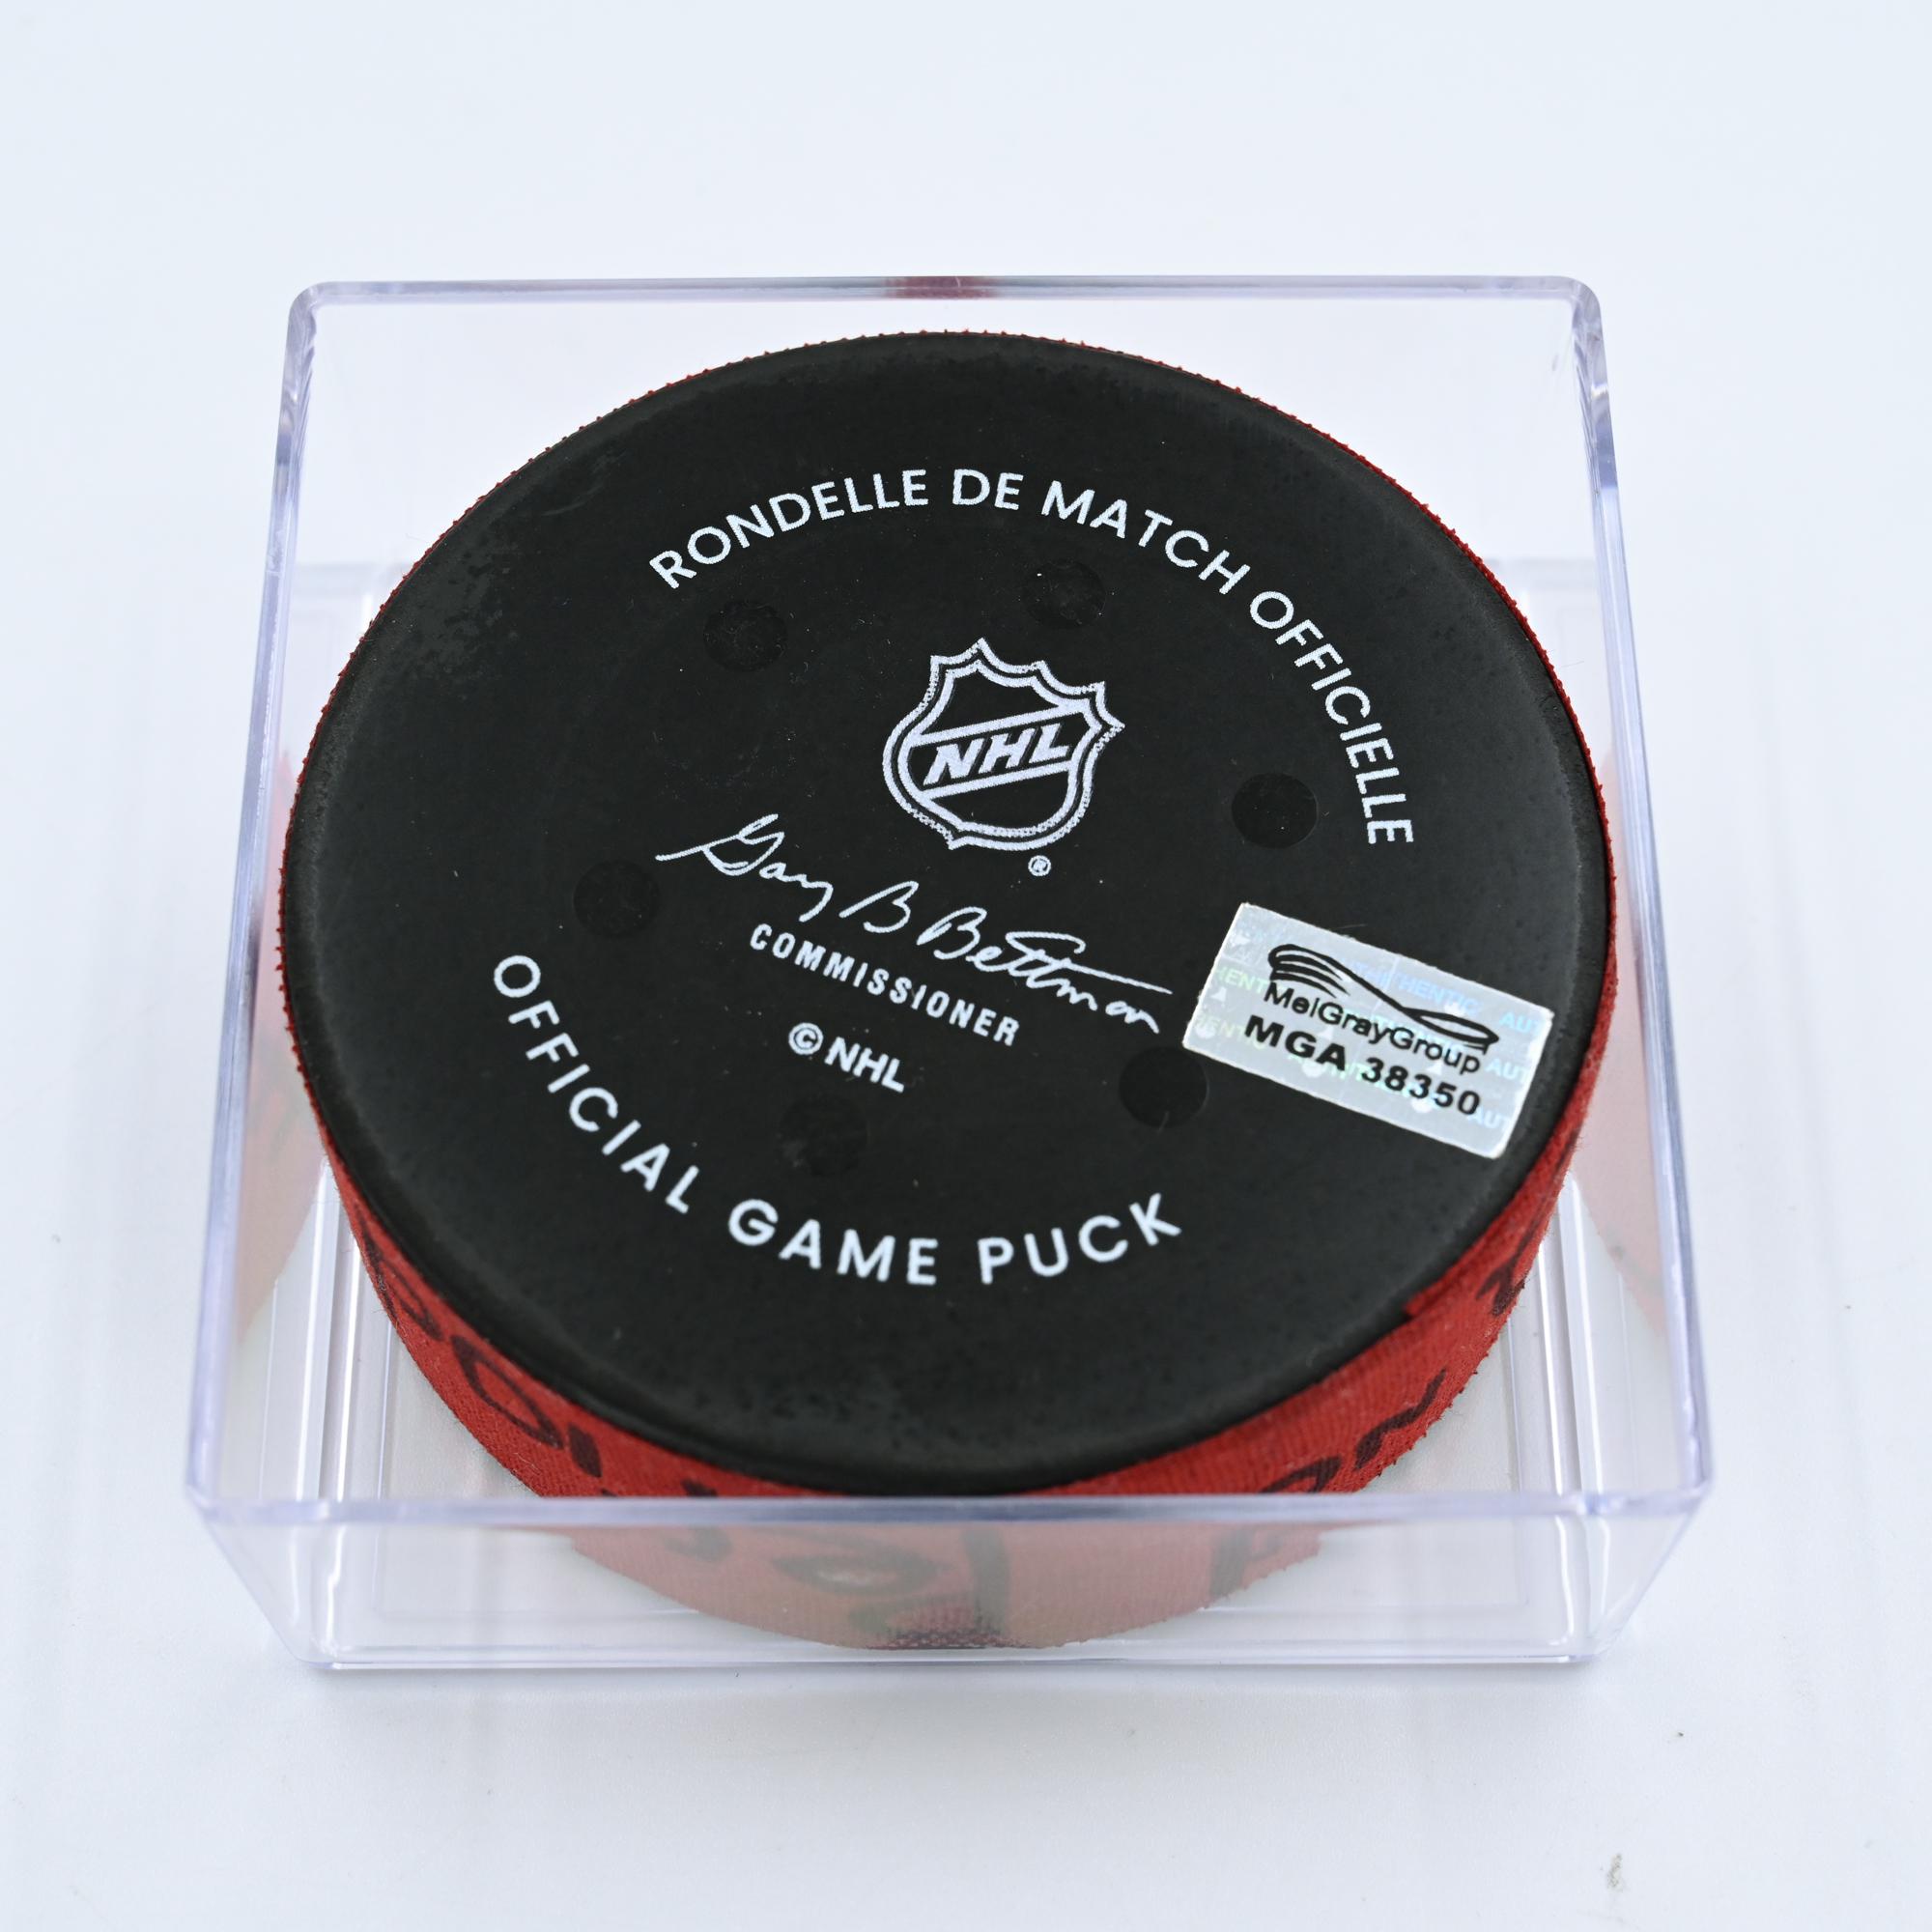 RONDELLE DE MATCH OFFICIELLE
NHL
®
Gary B Bettman
COMMISSIONER
© NHL
OFFICIAL GAME PUCK
MeiGrayGroup
MGA 38350